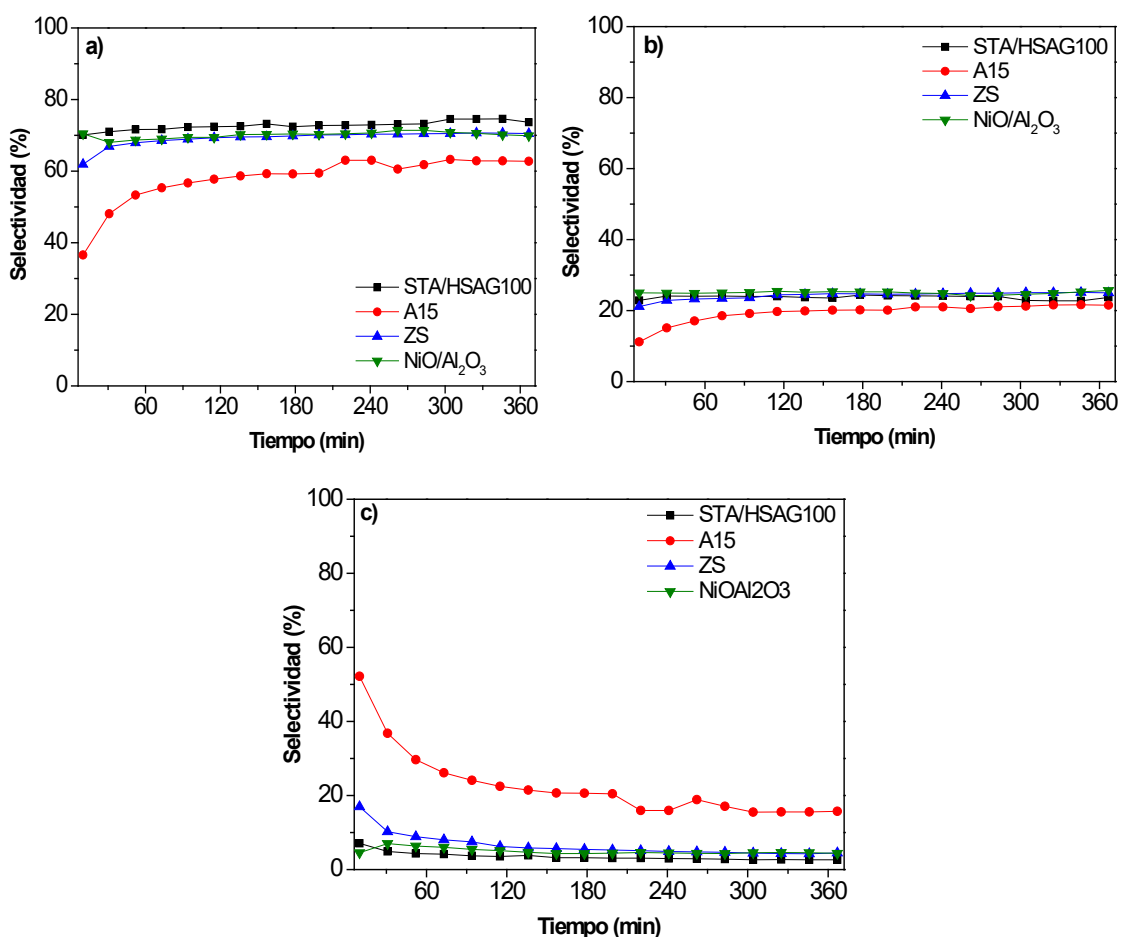 a)
100
80
60
40
20
0
Selectividad (%)
STA/HSAG100
A15
ZS
NiO/Al₂O₃
60 120 180 240 300 360
Tiempo (min)
b)
100
80
60
40
20
0
Selectividad (%)
STA/HSAG100
A15
ZS
NiO/Al₂O₃
60 120 180 240 300 360
Tiempo (min)
c)
100
80
60
40
20
0
Selectividad (%)
STA/HSAG100
A15
ZS
NiOAl2O3
60 120 180 240 300 360
Tiempo (min)